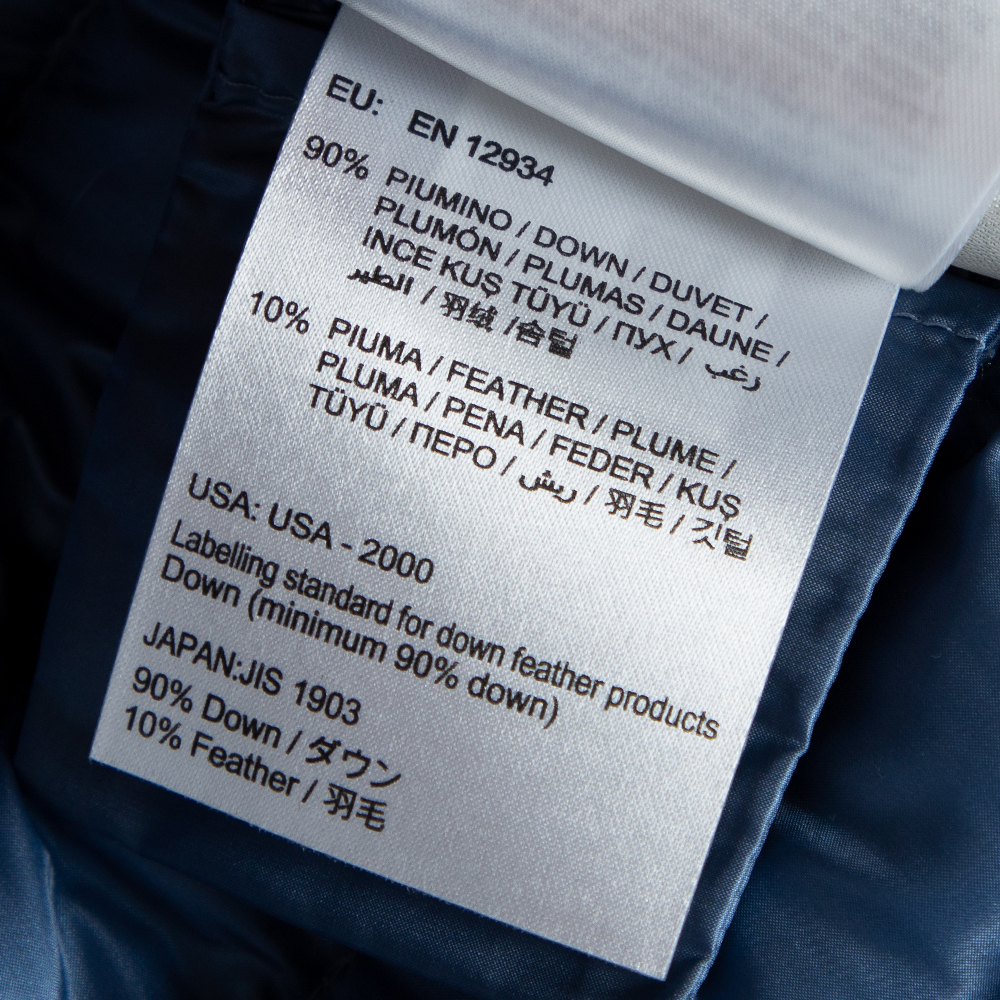 EU: EN 12934
90% PIUMINO / DOWN / DUVET /
PLUMÓN / PLUMAS / DAUNE /
INCE KUŞ TÜYÜ / ПУХ / زغب
الطير / 羽绒 /솜털
10% PIUMA / FEATHER / PLUME /
PLUMA / PENA / FEDER / KUŞ
TÜYÜ / ПЕРО / ريش / 羽毛 / 깃털
USA: USA - 2000
Labelling standard for down feather products
Down (minimum 90% down)
JAPAN:JIS 1903
90% Down / ダウン
10% Feather / 羽毛